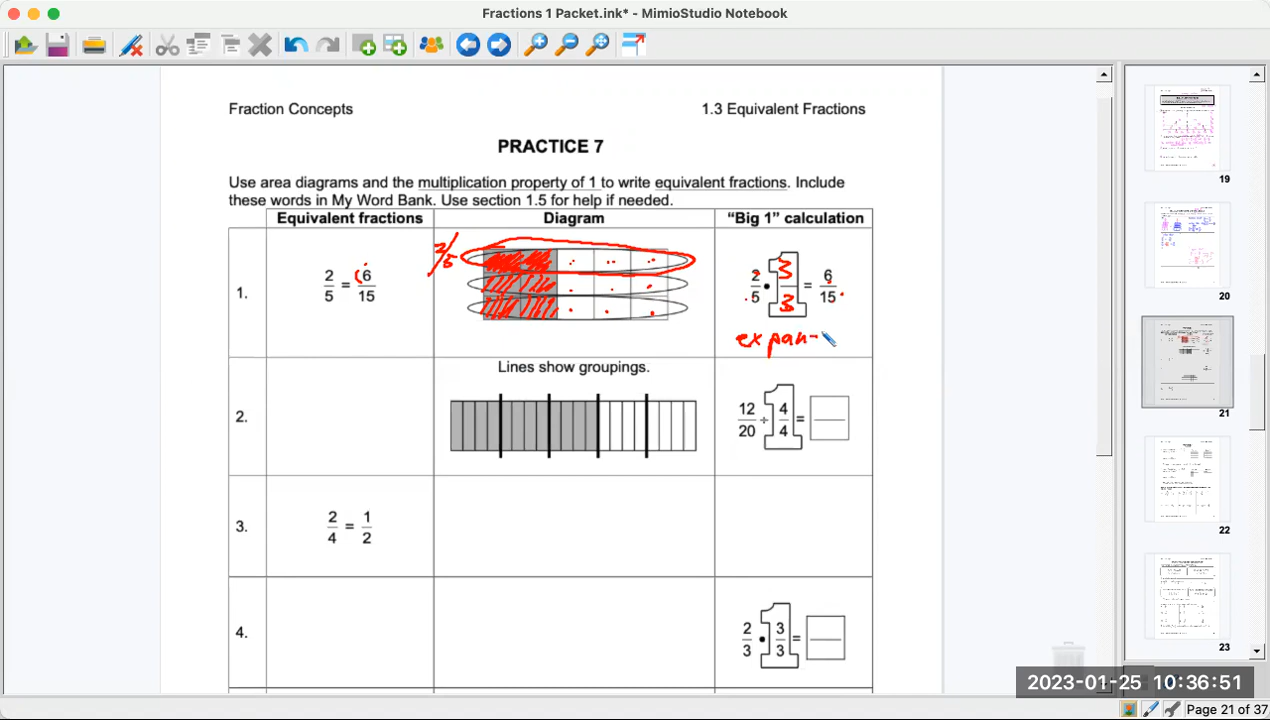 Fractions 1 Packet.ink* - MimioStudio Notebook
Fraction Concepts
1.3 Equivalent Fractions
PRACTICE 7
Use area diagrams and the multiplication property of 1 to write equivalent fractions. Include
these words in My Word Bank. Use section 1.5 for help if needed.
Equivalent fractions
Diagram
“Big 1” calculation
1.
2/5 = 6/15
2/5
2/5 • 3/3 = 6/15
expan
2.
Lines show groupings.
12/20 ÷ 4/4 =
3.
2/4 = 1/2
4.
2/3 • 3/3 =
19
20
21
22
23
2023-01-25 10:36:51
Page 21 of 37